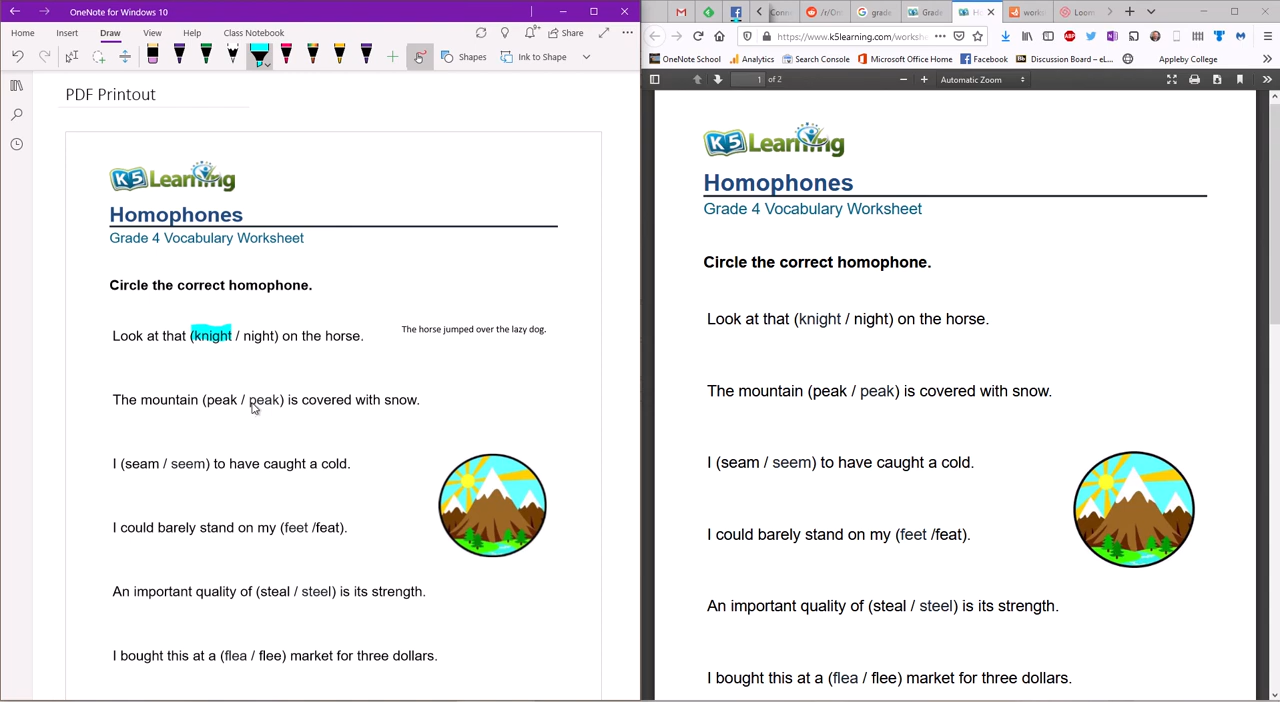 OneNote for Windows 10
Home Insert Draw View Help Class Notebook Share
Shapes Ink to Shape
PDF Printout
K5 Learning
Homophones
Grade 4 Vocabulary Worksheet
Circle the correct homophone.
Look at that (knight / night) on the horse.
The horse jumped over the lazy dog.
The mountain (peak / peak) is covered with snow.
I (seam / seem) to have caught a cold.
I could barely stand on my (feet /feat).
An important quality of (steal / steel) is its strength.
I bought this at a (flea / flee) market for three dollars.
Conn r/On grade Grade Ho works Loom
https://www.k5learning.com/workshe
OneNote School Analytics Search Console Microsoft Office Home Facebook Discussion Board – eL... Appleby College
1 of 2 Automatic Zoom
K5 Learning
Homophones
Grade 4 Vocabulary Worksheet
Circle the correct homophone.
Look at that (knight / night) on the horse.
The mountain (peak / peak) is covered with snow.
I (seam / seem) to have caught a cold.
I could barely stand on my (feet /feat).
An important quality of (steal / steel) is its strength.
I bought this at a (flea / flee) market for three dollars.